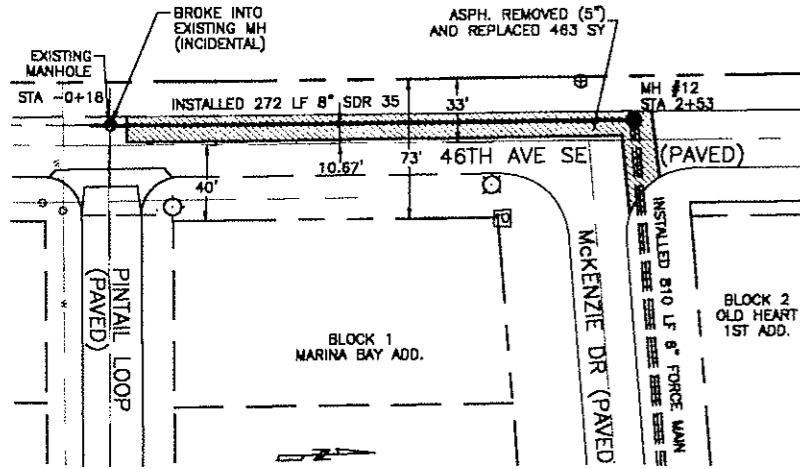 BROKE INTO
EXISTING MH
(INCIDENTAL)
ASPH. REMOVED (5")
AND REPLACED 463 SY
EXISTING
MANHOLE
STA -0+18
INSTALLED 272 LF 8" SDR 35
33'
MH #12
STA 2+53
46TH AVE SE
(PAVED)
10.67'
73'
40'
PINTAIL LOOP
(PAVED)
BLOCK 1
MARINA BAY ADD.
McKENZIE DR (PAVED
INSTALLED 810 LF 8" FORCE MAIN
BLOCK 2
OLD HEART
1ST ADD.